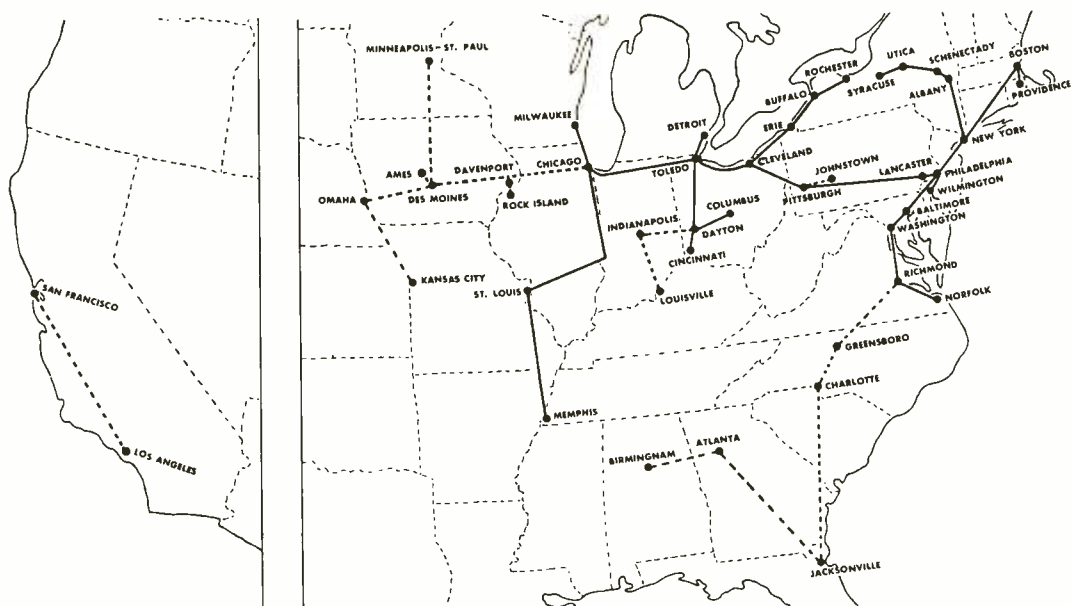 MINNEAPOLIS-ST. PAUL
MILWAUKEE
DETROIT
BUFFALO
ROCHESTER
SYRACUSE
UTICA
SCHENECTADY
ALBANY
BOSTON
PROVIDENCE
NEW YORK
ERIE
CLEVELAND
TOLEDO
CHICAGO
DAVENPORT
AMES
DES MOINES
ROCK ISLAND
OMAHA
JOHNSTOWN
PITTSBURGH
LANCASTER
PHILADELPHIA
WILMINGTON
BALTIMORE
WASHINGTON
COLUMBUS
INDIANAPOLIS
DAYTON
CINCINNATI
LOUISVILLE
KANSAS CITY
ST. LOUIS
RICHMOND
NORFOLK
GREENSBORO
CHARLOTTE
MEMPHIS
BIRMINGHAM
ATLANTA
JACKSONVILLE
SAN FRANCISCO
LOS ANGELES